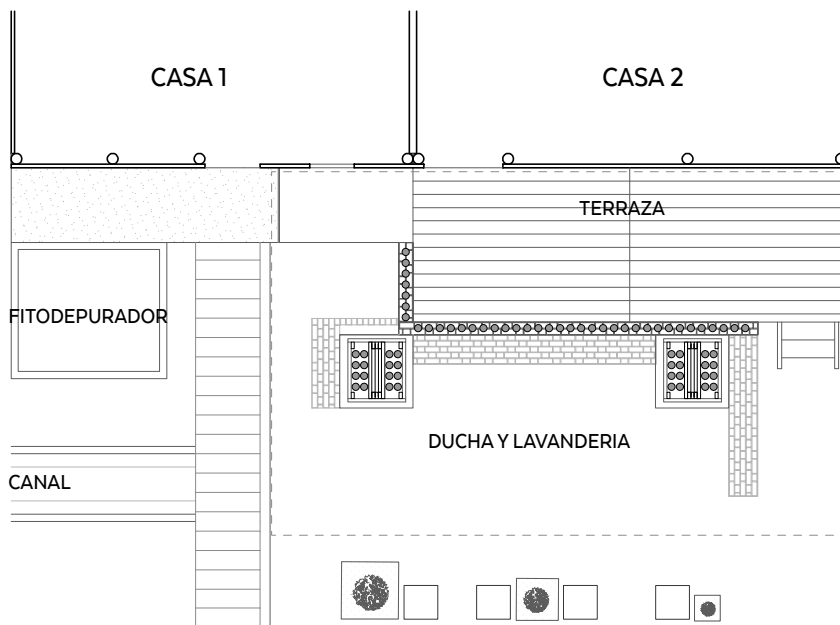 CASA 1
CASA 2
TERRAZA
FITODEPURADOR
DUCHA Y LAVANDERIA
CANAL